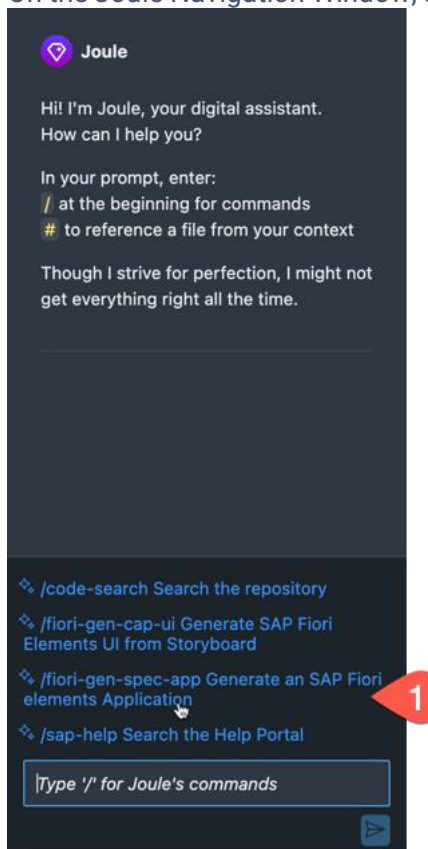 Joule
Hi! I'm Joule, your digital assistant.
How can I help you?
In your prompt, enter:
/ at the beginning for commands
# to reference a file from your context
Though I strive for perfection, I might not
get everything right all the time.
/code-search Search the repository
/fiori-gen-cap-ui Generate SAP Fiori
Elements UI from Storyboard
/fiori-gen-spec-app Generate an SAP Fiori
elements Application
1
/sap-help Search the Help Portal
Type '/' for Joule's commands